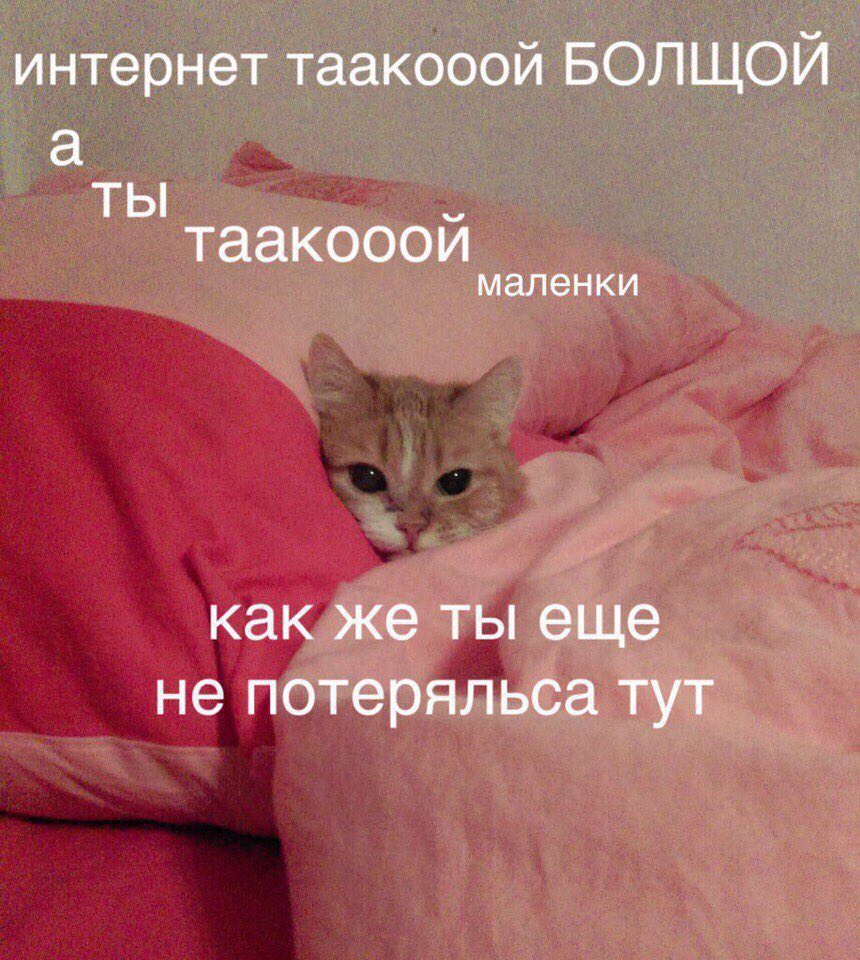 интернет таакооой БОЛЩОЙ
а
ты
таакооой
маленки
как же ты еще
не потеряльса тут